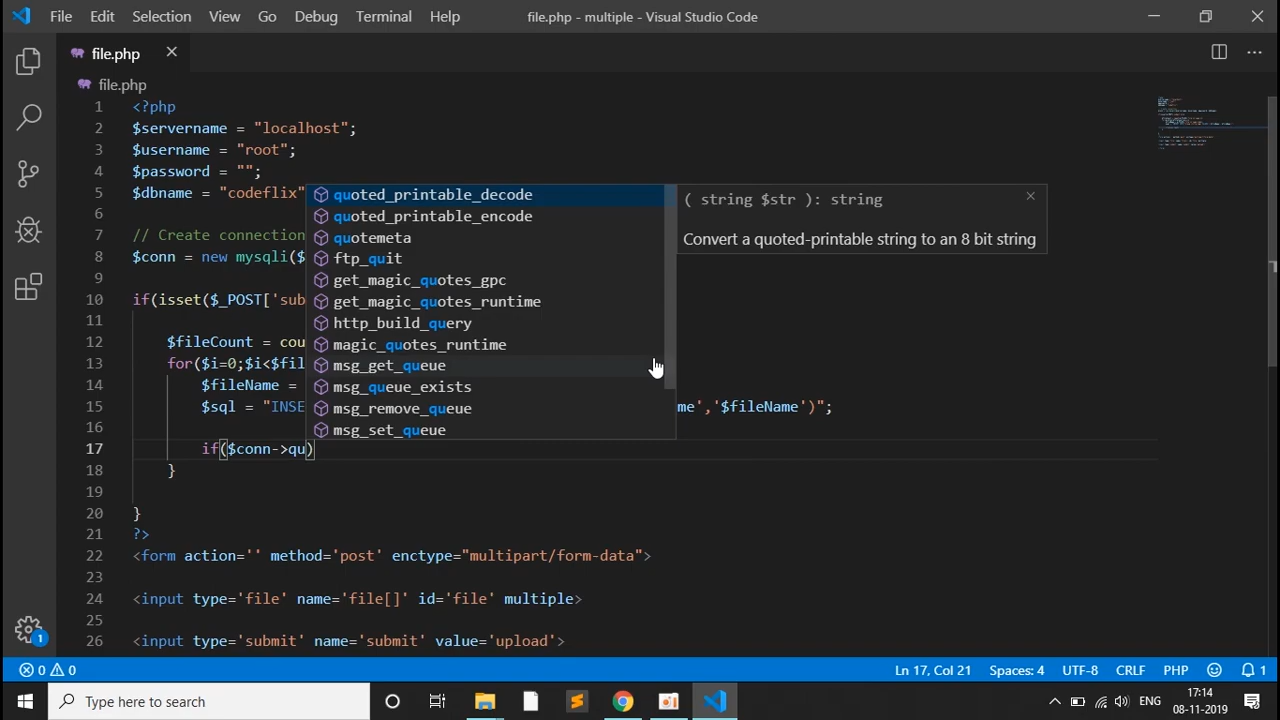 File Edit Selection View Go Debug Terminal Help file.php - multiple - Visual Studio Code
file.php
file.php
1 <?php
2 $servername = "localhost";
3 $username = "root";
4 $password = "";
5 $dbname = "codeflix"
6
7 // Create connection
8 $conn = new mysqli($
9
10 if(isset($_POST['sub
11
12 $fileCount = cou
13 for($i=0;$i<$fil
14 $fileName =
15 $sql = "INSE me','$fileName')";
16
17 if($conn->qu)
18 }
19
20 }
21 ?>
22 <form action='' method='post' enctype="multipart/form-data">
23
24 <input type='file' name='file[]' id='file' multiple>
25
26 <input type='submit' name='submit' value='upload'>
quoted_printable_decode
quoted_printable_encode
quotemeta
ftp_quit
get_magic_quotes_gpc
get_magic_quotes_runtime
http_build_query
magic_quotes_runtime
msg_get_queue
msg_queue_exists
msg_remove_queue
msg_set_queue
( string $str ): string
Convert a quoted-printable string to an 8 bit string
1
0 0 Ln 17, Col 21 Spaces: 4 UTF-8 CRLF PHP 1
Type here to search ENG 17:14
08-11-2019